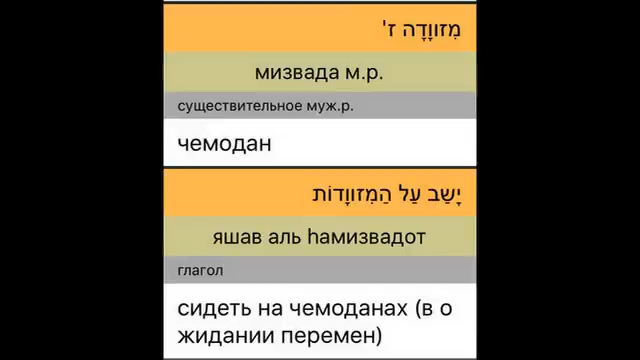 מִזווָדָה ז'
мизвада м.р.
существительное муж.р.
чемодан
יָשַב עַל הַמִזווָדוֹת
яшав аль hамизвадот
глагол
сидеть на чемоданах (в о
жидании перемен)